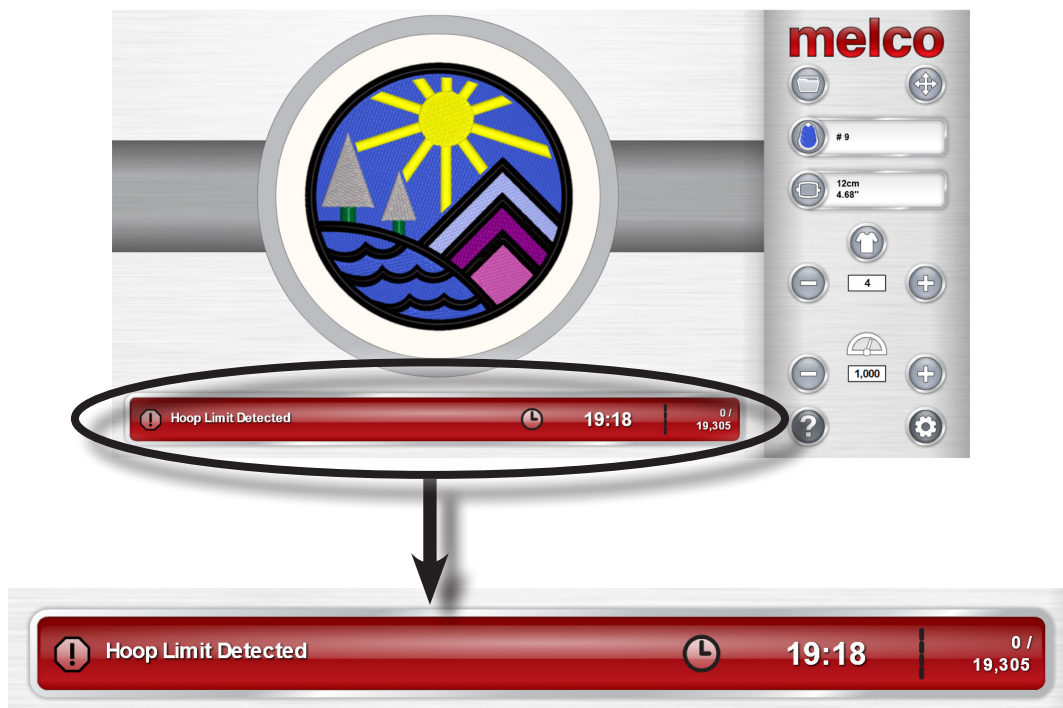 melco
# 9
12cm
4.68"
4
1,000
?
Hoop Limit Detected
19:18
0 /
19,305
Hoop Limit Detected
19:18
0 /
19,305